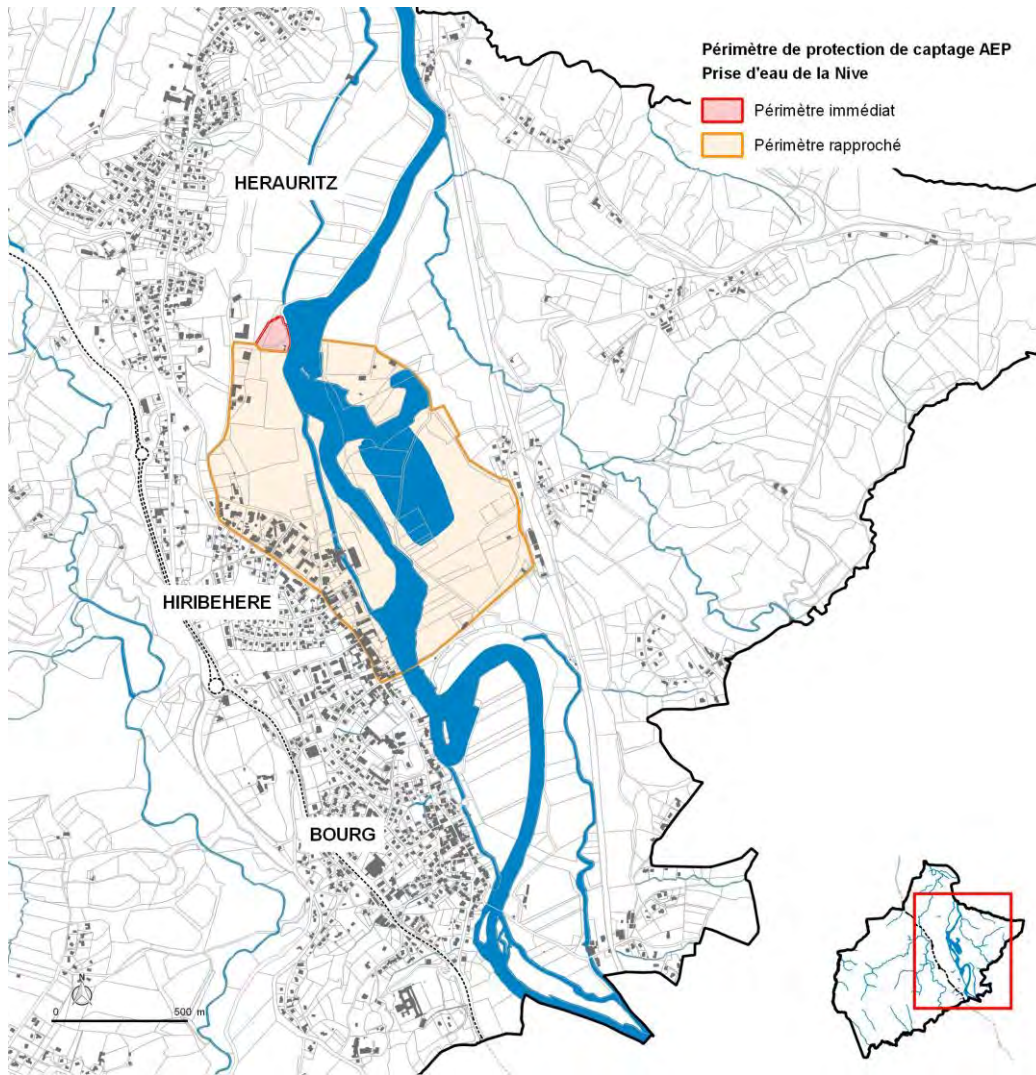 Périmètre de protection de captage AEP
Prise d'eau de la Nive
Périmètre immédiat
Périmètre rapproché
HERAURITZ
HIRIBEHERE
BOURG
N
0 500 m